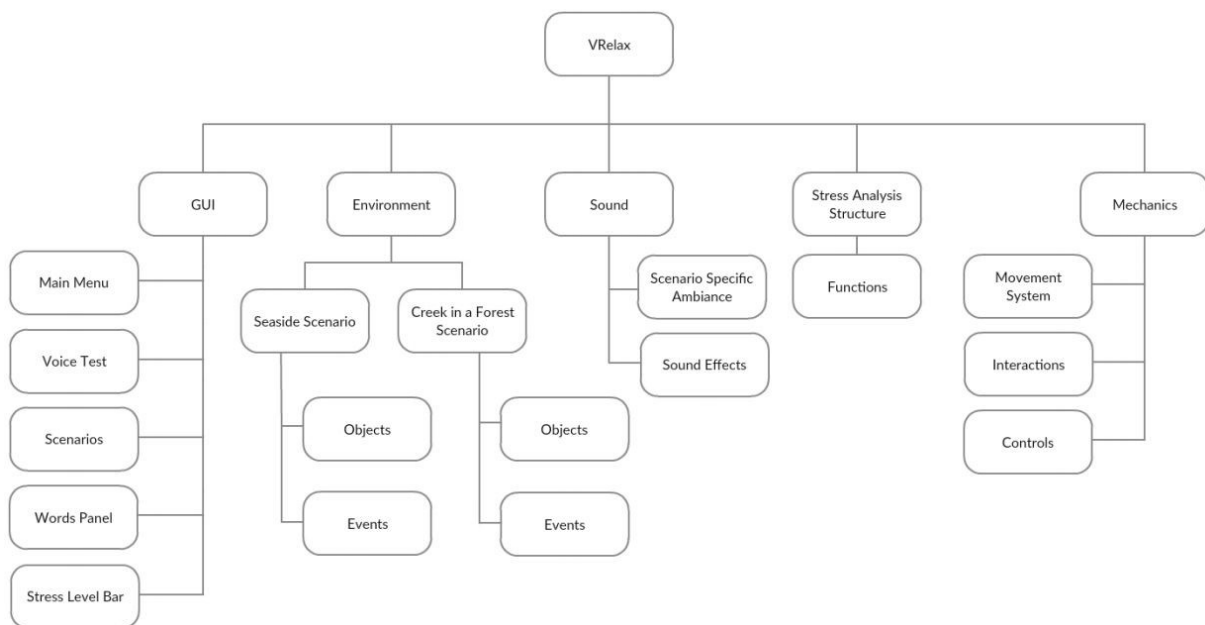 VRelax
GUI
Environment
Sound
Stress Analysis
Structure
Mechanics
Main Menu
Voice Test
Scenarios
Words Panel
Stress Level Bar
Seaside Scenario
Objects
Events
Creek in a Forest
Scenario
Objects
Events
Scenario Specific
Ambiance
Sound Effects
Functions
Movement
System
Interactions
Controls